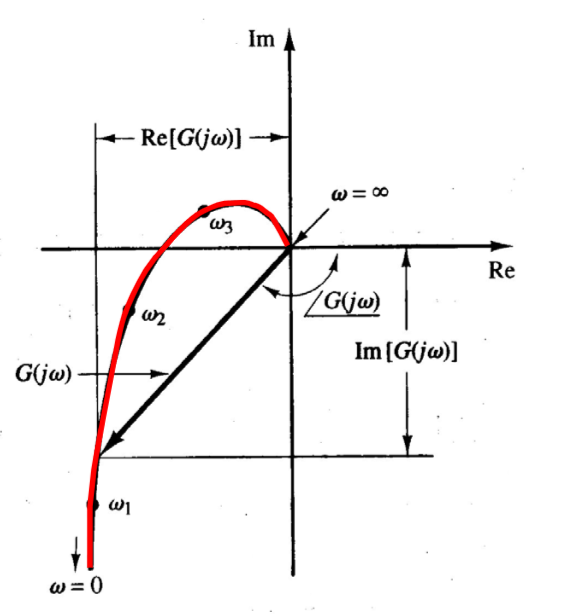 Im
Re[G(jω)]
ω = ∞
ω3
Re
G(jω)
ω2
Im [G(jω)]
G(jω)
ω1
ω = 0